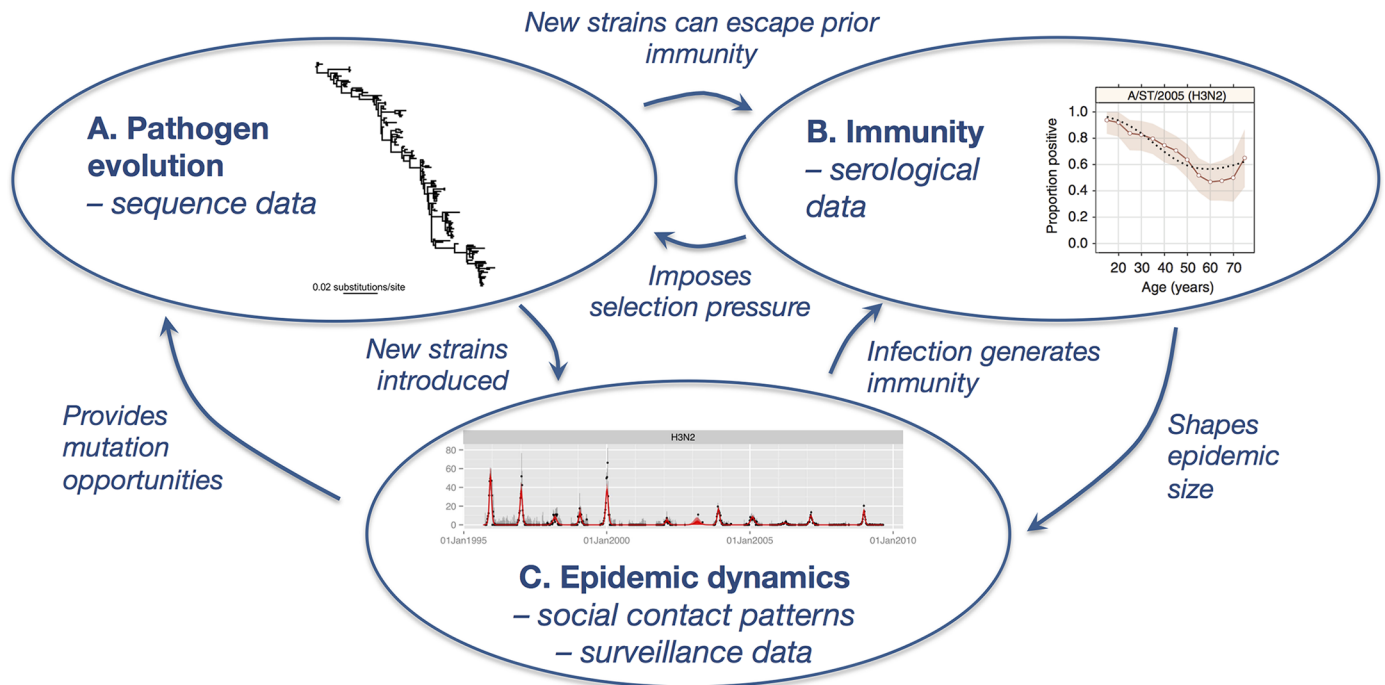 New strains can escape prior
immunity
A. Pathogen
evolution
– sequence data
0.02 substitutions/site
B. Immunity
– serological
data
A/ST/2005 (H3N2)
Proportion positive
1.0
0.8
0.6
0.4
0.2
0.0
20 30 40 50 60 70
Age (years)
Imposes
selection pressure
New strains
introduced
Infection generates
immunity
Provides
mutation
opportunities
Shapes
epidemic
size
H3N2
80
60
40
20
0
01Jan1995 01Jan2000 01Jan2005 01Jan2010
C. Epidemic dynamics
– social contact patterns
– surveillance data